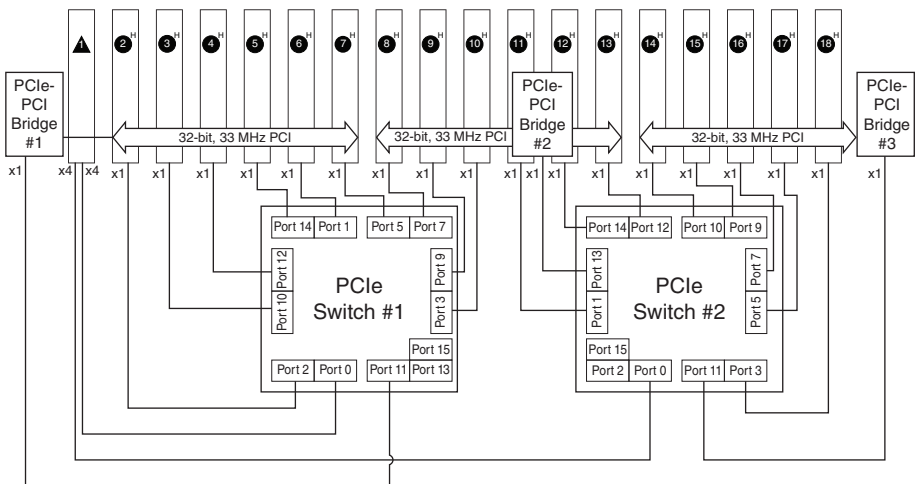 1 2 H 3 H 4 H 5 H 6 H 7 H 8 H 9 H 10 H 11 H 12 H 13 H 14 H 15 H 16 H 17 H 18 H
PCIe-
PCI
Bridge
#1
PCIe-
PCI
Bridge
#2
PCIe-
PCI
Bridge
#3
32-bit, 33 MHz PCI
32-bit, 33 MHz PCI
32-bit, 33 MHz PCI
x1 x4 x4 x1 x1 x1 x1 x1 x1 x1 x1 x1 x1 x1 x1 x1 x1 x1 x1 x1 x1 x1
Port 14 Port 1 Port 5 Port 7
Port 12
Port 10
PCIe
Switch #1
Port 9
Port 3
Port 15
Port 2 Port 0 Port 11 Port 13
Port 14 Port 12 Port 10 Port 9
Port 13
Port 1
PCIe
Switch #2
Port 7
Port 5
Port 15
Port 2 Port 0 Port 11 Port 3